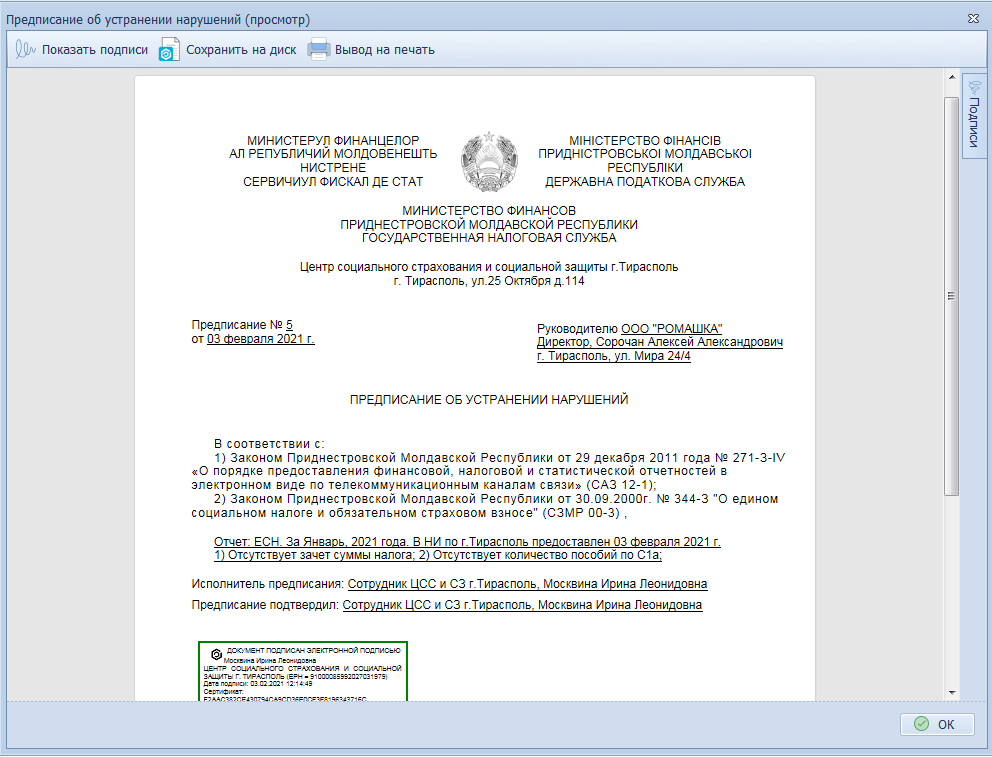 Предписание об устранении нарушений (просмотр)
Показать подписи
Сохранить на диск
Вывод на печать
Подписи
МИНИСТЕРУЛ ФИНАНЦЕЛОР
АЛ РЕПУБЛИЧИЙ МОЛДОВЕНЕШТЬ
НИСТРЕНЕ
СЕРВИЧИУЛ ФИСКАЛ ДЕ СТАТ
МІНІСТЕРСТВО ФІНАНСІВ
ПРИДНІСТРОВСЬКОІ МОЛДАВСЬКОІ
РЕСПУБЛІКИ
ДЕРЖАВНА ПОДАТКОВА СЛУЖБА
МИНИСТЕРСТВО ФИНАНСОВ
ПРИДНЕСТРОВСКОЙ МОЛДАВСКОЙ РЕСПУБЛИКИ
ГОСУДАРСТВЕННАЯ НАЛОГОВАЯ СЛУЖБА
Центр социального страхования и социальной защиты г.Тирасполь
г. Тирасполь, ул.25 Октября д.114
Предписание № 5
от 03 февраля 2021 г.
Руководителю ООО "РОМАШКА"
Директор, Сорочан Алексей Александрович
г. Тирасполь, ул. Мира 24/4
ПРЕДПИСАНИЕ ОБ УСТРАНЕНИИ НАРУШЕНИЙ
В соответствии с:
1) Законом Приднестровской Молдавской Республики от 29 декабря 2011 года № 271-З-IV
«О порядке предоставления финансовой, налоговой и статистической отчетностей в
электронном виде по телекоммуникационным каналам связи» (САЗ 12-1);
2) Законом Приднестровской Молдавской Республики от 30.09.2000г. № 344-З "О едином
социальном налоге и обязательном страховом взносе" (СЗМР 00-3) ,
Отчет: ЕСН. За Январь, 2021 года. В НИ по г.Тирасполь предоставлен 03 февраля 2021 г.
1) Отсутствует зачет суммы налога; 2) Отсутствует количество пособий по С1а;
Исполнитель предписания: Сотрудник ЦСС и СЗ г.Тирасполь, Москвина Ирина Леонидовна
Предписание подтвердил: Сотрудник ЦСС и СЗ г.Тирасполь, Москвина Ирина Леонидовна
ДОКУМЕНТ ПОДПИСАН ЭЛЕКТРОННОЙ ПОДПИСЬЮ
Москвина Ирина Леонидовна
ЦЕНТР СОЦИАЛЬНОГО СТРАХОВАНИЯ И СОЦИАЛЬНОЙ
ЗАЩИТЫ Г. ТИРАСПОЛЬ (ЕРН = 91000085992027031979)
Дата подписи: 03.02.2021 12:14:49
Сертификат:
ОК